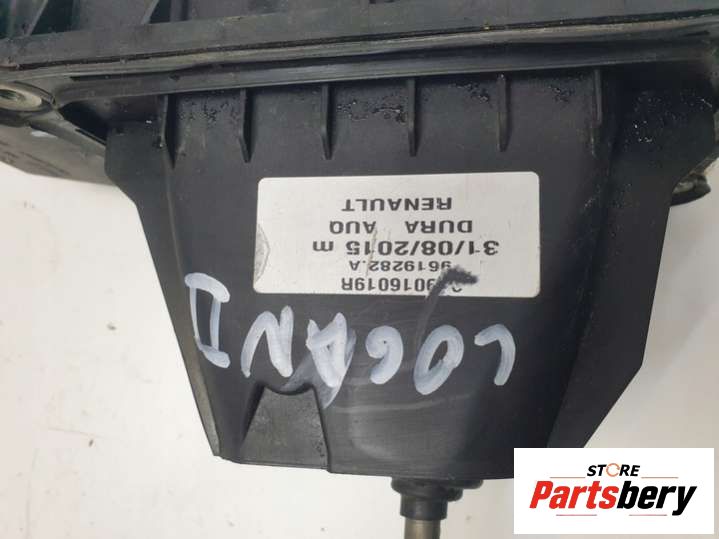 9619282.A
31/08/2015 m
DURA AUQ
RENAULT
LOGAN II
STORE
Partsbery